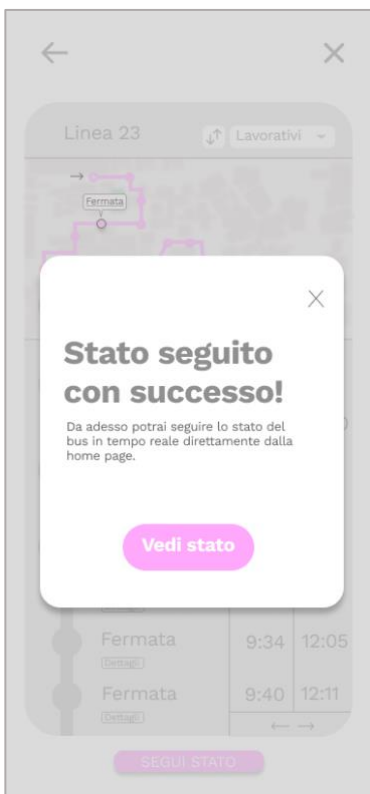 Linea 23
Lavorativi
Fermata
Stato seguito
con successo!
Da adesso potrai seguire lo stato del
bus in tempo reale direttamente dalla
home page.
Vedi stato
Fermata 9:34 12:05
Dettagli
Fermata 9:40 12:11
Dettagli
SEGUI STATO